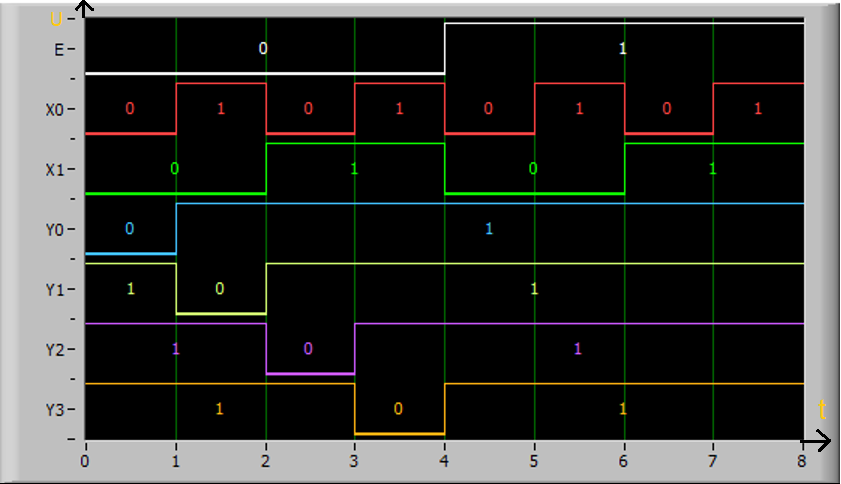 U
E 0 1
X0 0 1 0 1 0 1 0 1
X1 0 1 0 1
Y0 0 1
Y1 1 0 1
Y2 1 0 1
Y3 1 0 1
t
0 1 2 3 4 5 6 7 8